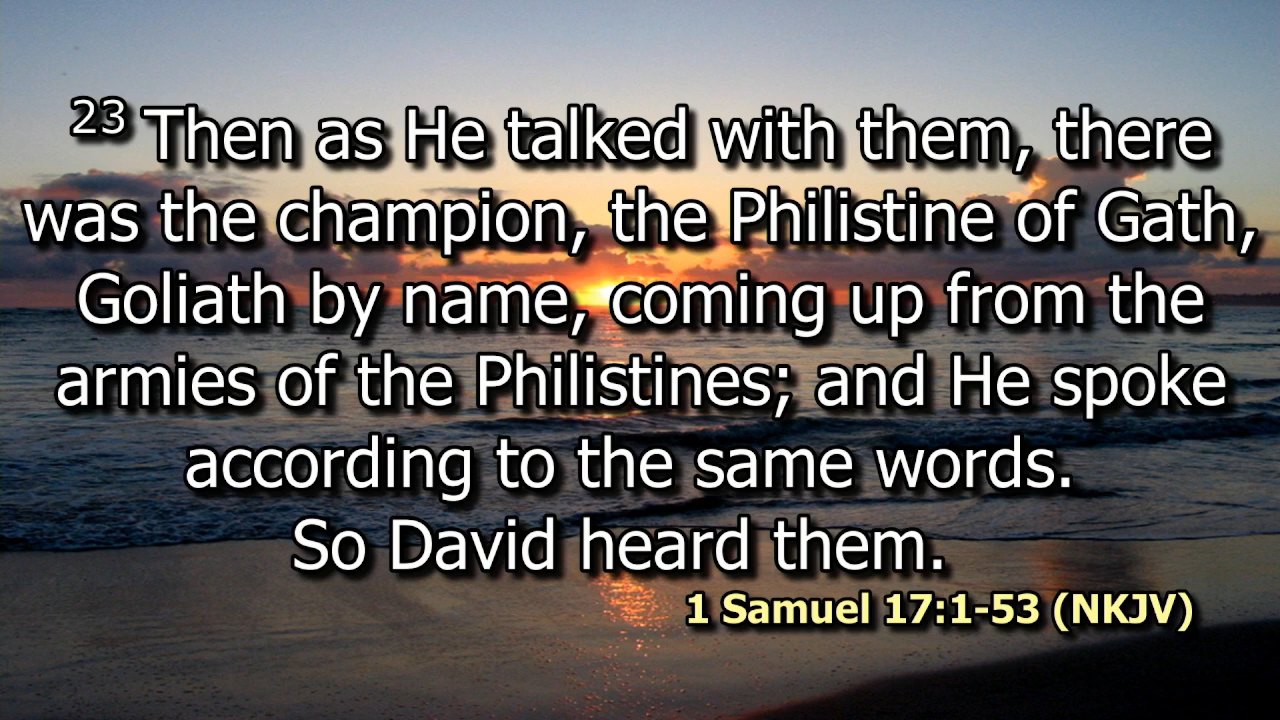 23 Then as He talked with them, there
was the champion, the Philistine of Gath,
Goliath by name, coming up from the
armies of the Philistines; and He spoke
according to the same words.
So David heard them.
1 Samuel 17:1-53 (NKJV)